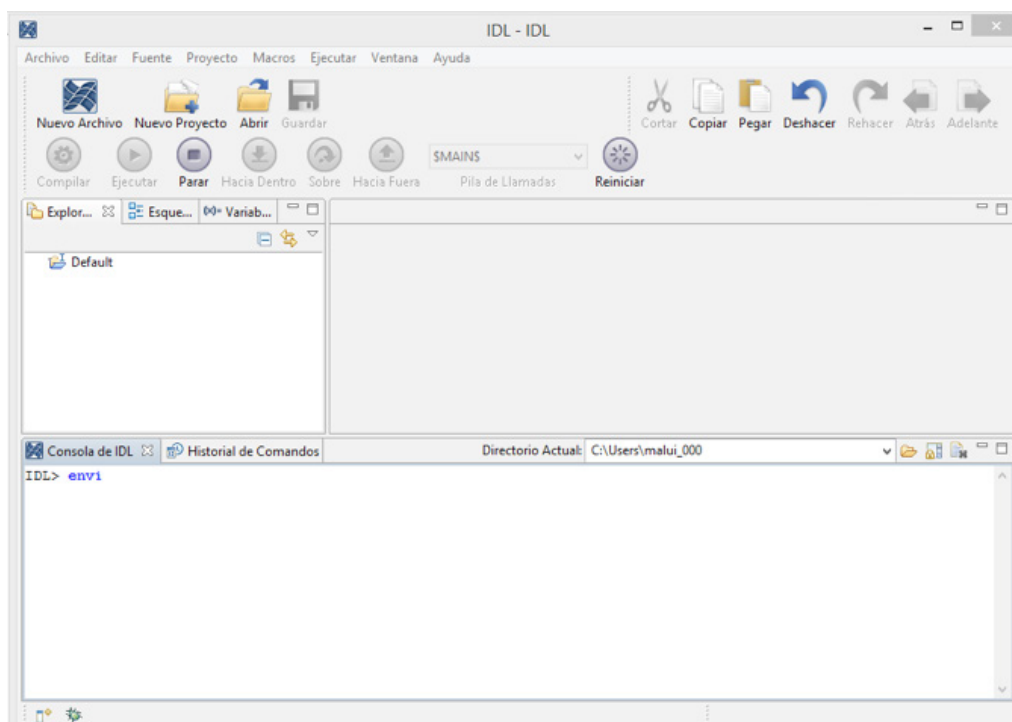 IDL - IDL
Archivo Editar Fuente Proyecto Macros Ejecutar Ventana Ayuda
Nuevo Archivo Nuevo Proyecto Abrir Guardar Cortar Copiar Pegar Deshacer Rehacer Atrás Adelante
$MAIN$
Compilar Ejecutar Parar Hacia Dentro Sobre Hacia Fuera Pila de Llamadas Reiniciar
Explor... Esque... Variab...
Default
Consola de IDL Historial de Comandos Directorio Actual: C:\Users\malui_000
IDL> envi